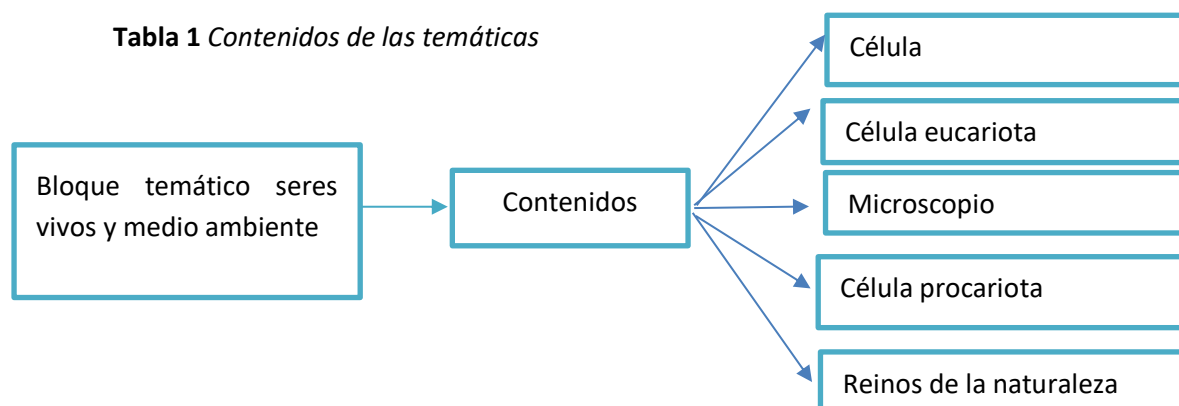 Tabla 1 Contenidos de las temáticas
Bloque temático seres
vivos y medio ambiente
Contenidos
Célula
Célula eucariota
Microscopio
Célula procariota
Reinos de la naturaleza